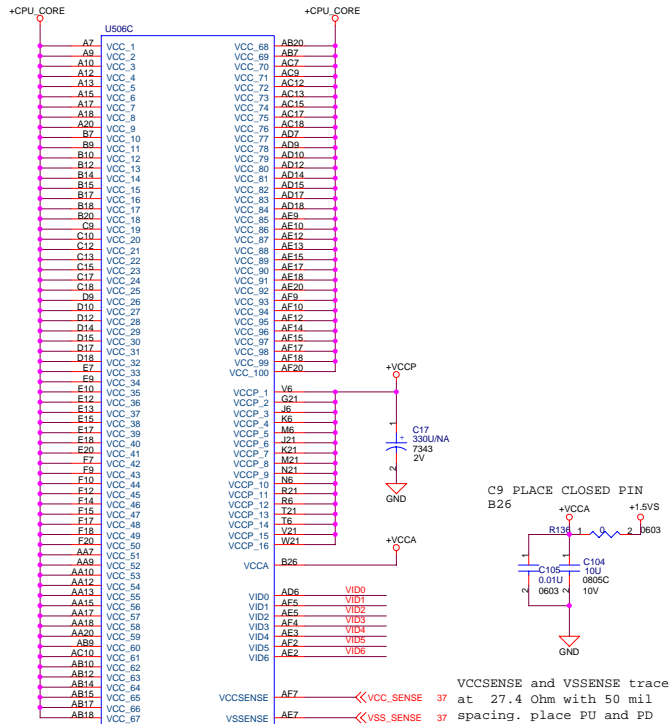 +CPU_CORE
+CPU_CORE
U506C
A7 VCC_1
A9 VCC_2
A10 VCC_3
A12 VCC_4
A13 VCC_5
A15 VCC_6
A17 VCC_7
A18 VCC_8
A20 VCC_9
B7 VCC_10
B9 VCC_11
B10 VCC_12
B12 VCC_13
B14 VCC_14
B15 VCC_15
B17 VCC_16
B18 VCC_17
B20 VCC_18
C9 VCC_19
C10 VCC_20
C12 VCC_21
C13 VCC_22
C15 VCC_23
C17 VCC_24
C18 VCC_25
D9 VCC_26
D10 VCC_27
D12 VCC_28
D14 VCC_29
D15 VCC_30
D17 VCC_31
D18 VCC_32
E7 VCC_33
E9 VCC_34
E10 VCC_35
E12 VCC_36
E13 VCC_37
E15 VCC_38
E17 VCC_39
E18 VCC_40
E20 VCC_41
F7 VCC_42
F9 VCC_43
F10 VCC_44
F12 VCC_45
F14 VCC_46
F15 VCC_47
F17 VCC_48
F18 VCC_49
F20 VCC_50
AA7 VCC_51
AA9 VCC_52
AA10 VCC_53
AA12 VCC_54
AA13 VCC_55
AA15 VCC_56
AA17 VCC_57
AA18 VCC_58
AA20 VCC_59
AB9 VCC_60
AC10 VCC_61
AB10 VCC_62
AB12 VCC_63
AB14 VCC_64
AB15 VCC_65
AB17 VCC_66
AB18 VCC_67
VCC_68 AB20
VCC_69 AB7
VCC_70 AC7
VCC_71 AC9
VCC_72 AC12
VCC_73 AC13
VCC_74 AC15
VCC_75 AC17
VCC_76 AC18
VCC_77 AD7
VCC_78 AD9
VCC_79 AD10
VCC_80 AD12
VCC_81 AD14
VCC_82 AD15
VCC_83 AD17
VCC_84 AD18
VCC_85 AE9
VCC_86 AE10
VCC_87 AE12
VCC_88 AE13
VCC_89 AE15
VCC_90 AE17
VCC_91 AE18
VCC_92 AE20
VCC_93 AF9
VCC_94 AF10
VCC_95 AF12
VCC_96 AF14
VCC_97 AF15
VCC_98 AF17
VCC_99 AF18
VCC_100 AF20
VCCP_1 V6
VCCP_2 G21
VCCP_3 J6
VCCP_4 K6
VCCP_5 M6
VCCP_6 J21
VCCP_7 K21
VCCP_8 M21
VCCP_9 N21
VCCP_10 N6
VCCP_11 R21
VCCP_12 R6
VCCP_13 T21
VCCP_14 T6
VCCP_15 V21
VCCP_16 W21
VCCA B26
VID0 AD6 VID0
VID1 AF5 VID1
VID2 AE5 VID2
VID3 AF4 VID3
VID4 AE3 VID4
VID5 AF2 VID5
VID6 AE2 VID6
VCCSENSE AF7 VCC_SENSE 37
VSSENSE AE7 VSS_SENSE 37
+VCCP
1
+
C17
330U/NA
7343
2V
2
GND
+VCCA
C9 PLACE CLOSED PIN
B26
+VCCA
+1.5VS
R136 1 0 2 0603
1
C105
0.01U
0603
2
1
C104
10U
0805C
10V
2
GND
VCCSENSE and VSSENSE trace
at 27.4 Ohm with 50 mil
spacing. place PU and PD